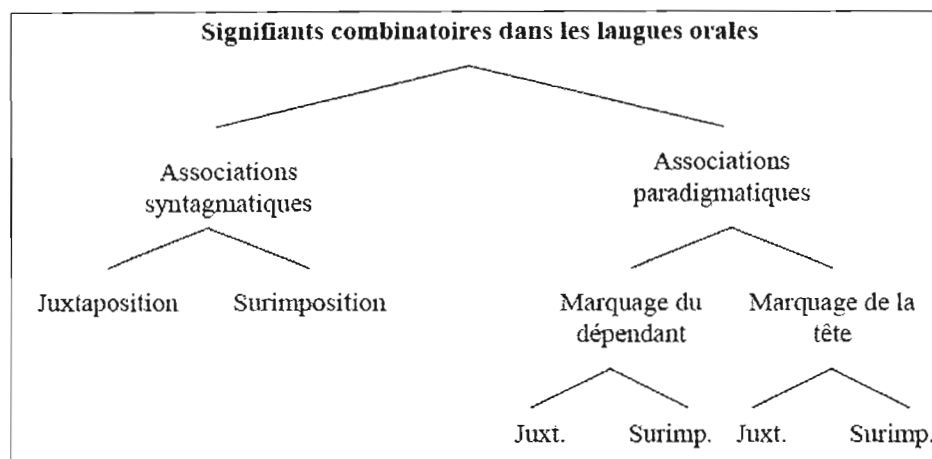 Signifiants combinatoires dans les langues orales
Associations
syntagmatiques
Associations
paradigmatiques
Juxtaposition
Surimposition
Marquage du
dépendant
Marquage de la
tête
Juxt.
Surimp.
Juxt.
Surimp.